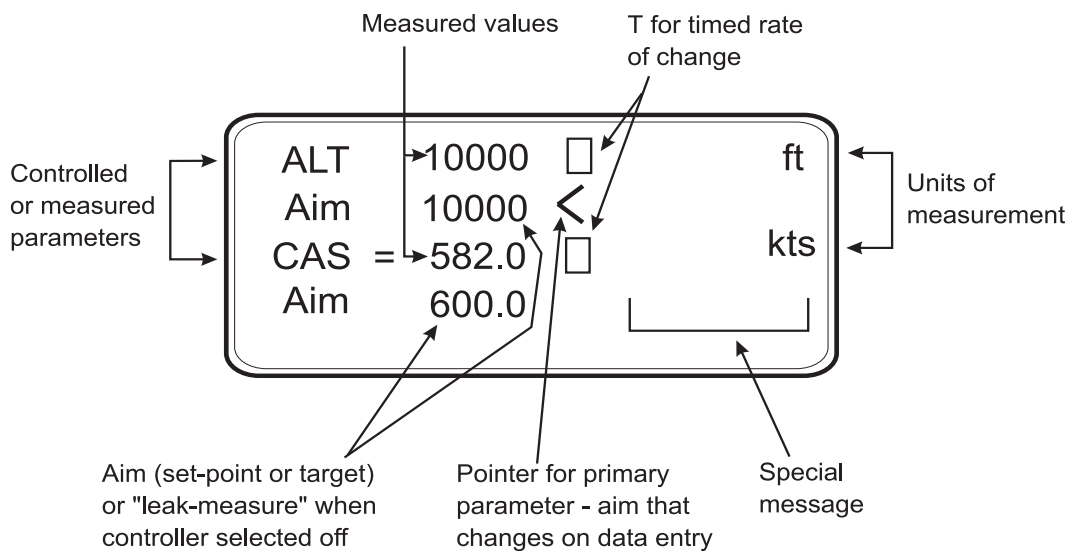 Measured values
T for timed rate
of change
Controlled
or measured
parameters
ALT 10000 ft
Aim 10000 <
CAS = 582.0 kts
Aim 600.0
Units of
measurement
Aim (set-point or target)
or "leak-measure" when
controller selected off
Pointer for primary
parameter - aim that
changes on data entry
Special
message